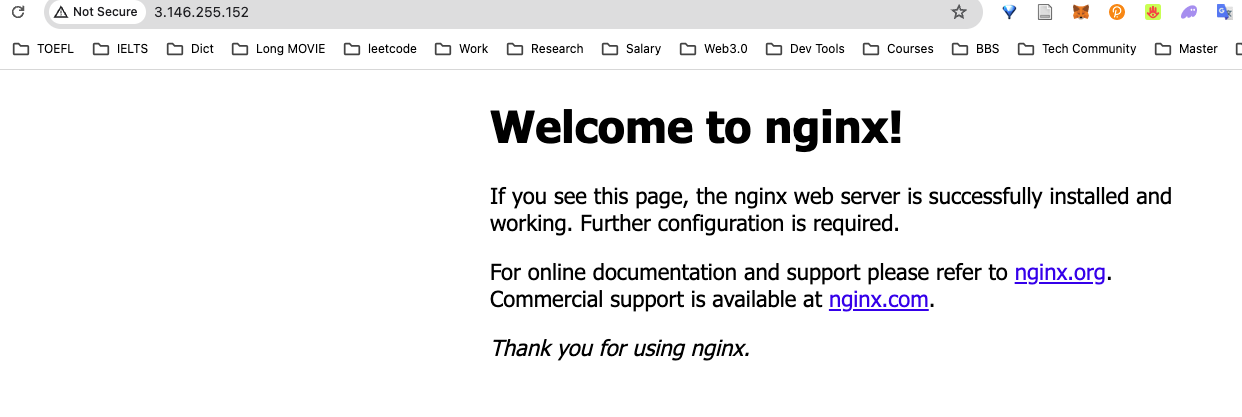 Not Secure 3.146.255.152
TOEFL IELTS Dict Long MOVIE leetcode Work Research Salary Web3.0 Dev Tools Courses BBS Tech Community Master
Welcome to nginx!
If you see this page, the nginx web server is successfully installed and
working. Further configuration is required.
For online documentation and support please refer to nginx.org.
Commercial support is available at nginx.com.
Thank you for using nginx.